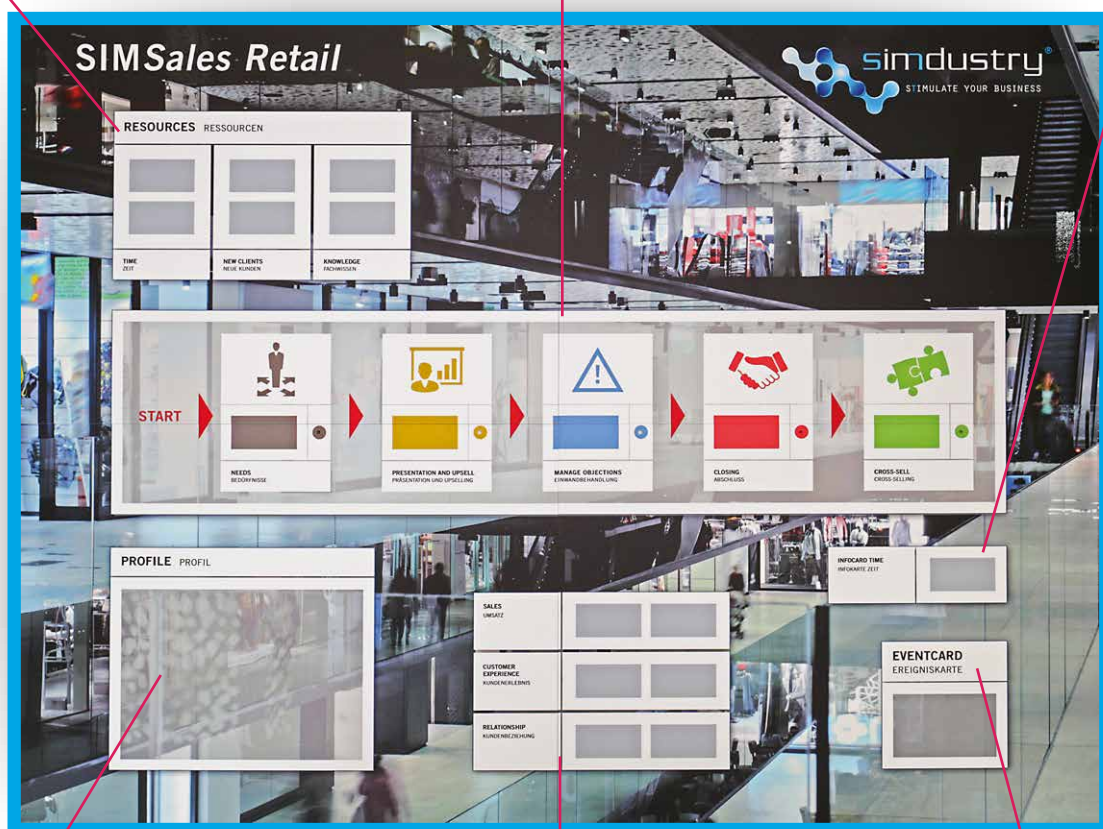 SIMSales Retail
simdustry®
STIMULATE YOUR BUSINESS
RESOURCES RESSOURCEN
TIME
ZEIT
NEW CLIENTS
NEUE KUNDEN
KNOWLEDGE
FACHWISSEN
START
NEEDS
BEDÜRFNISSE
PRESENTATION AND UPSELL
PRÄSENTATION UND UPSELLING
MANAGE OBJECTIONS
EINWANDBEHANDLUNG
CLOSING
ABSCHLUSS
CROSS-SELL
CROSS-SELLING
PROFILE PROFIL
INFOCARD TIME
INFOKARTE ZEIT
SALES
UMSATZ
CUSTOMER
EXPERIENCE
KUNDENERLEBNIS
RELATIONSHIP
KUNDENBEZIEHUNG
EVENTCARD
EREIGNISKARTE